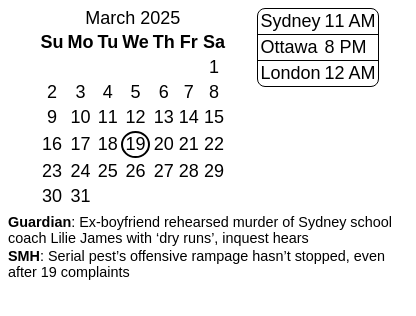 March 2025
Su Mo Tu We Th Fr Sa
1
2 3 4 5 6 7 8
9 10 11 12 13 14 15
16 17 18 19 20 21 22
23 24 25 26 27 28 29
30 31
Sydney 11 AM
Ottawa 8 PM
London 12 AM
Guardian: Ex-boyfriend rehearsed murder of Sydney school
coach Lilie James with ‘dry runs’, inquest hears
SMH: Serial pest’s offensive rampage hasn’t stopped, even
after 19 complaints